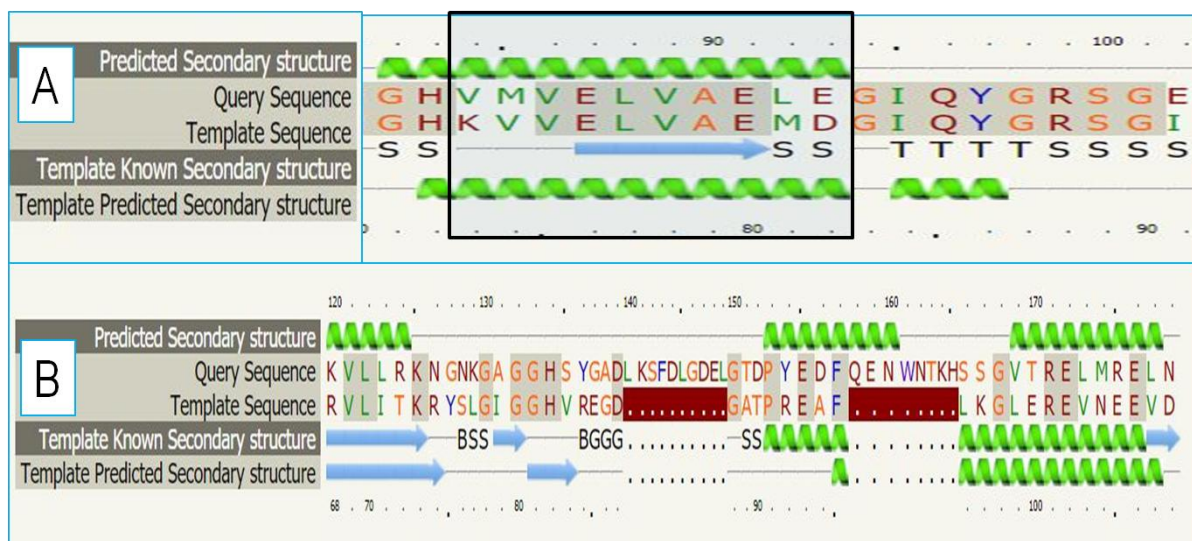 A
90 100
Predicted Secondary structure
Query Sequence G H V M V E L V A E L E G I Q Y G R S G E
Template Sequence G H K V V E L V A E M D G I Q Y G R S G I
Template Known Secondary structure S S S S T T T T S S S S
Template Predicted Secondary structure
80 90
B
120 130 140 150 160 170
Predicted Secondary structure
Query Sequence K V L L R K N G N K G A G G H S Y G A D L K S F D L G D E L G T D P Y E D F Q E N W N T K H S S G V T R E L M R E L N
Template Sequence R V L I T K R Y S L G I G G H V R E G D . . . . . . . . . . G A T P R E A F . . . . . . . . L K G L E R E V N E E V D
Template Known Secondary structure B S S B G G G . . . . . . . . . . S S . . . . . . . .
Template Predicted Secondary structure . . . . . . . . . . . . . . . . . .
68 70 80 90 100